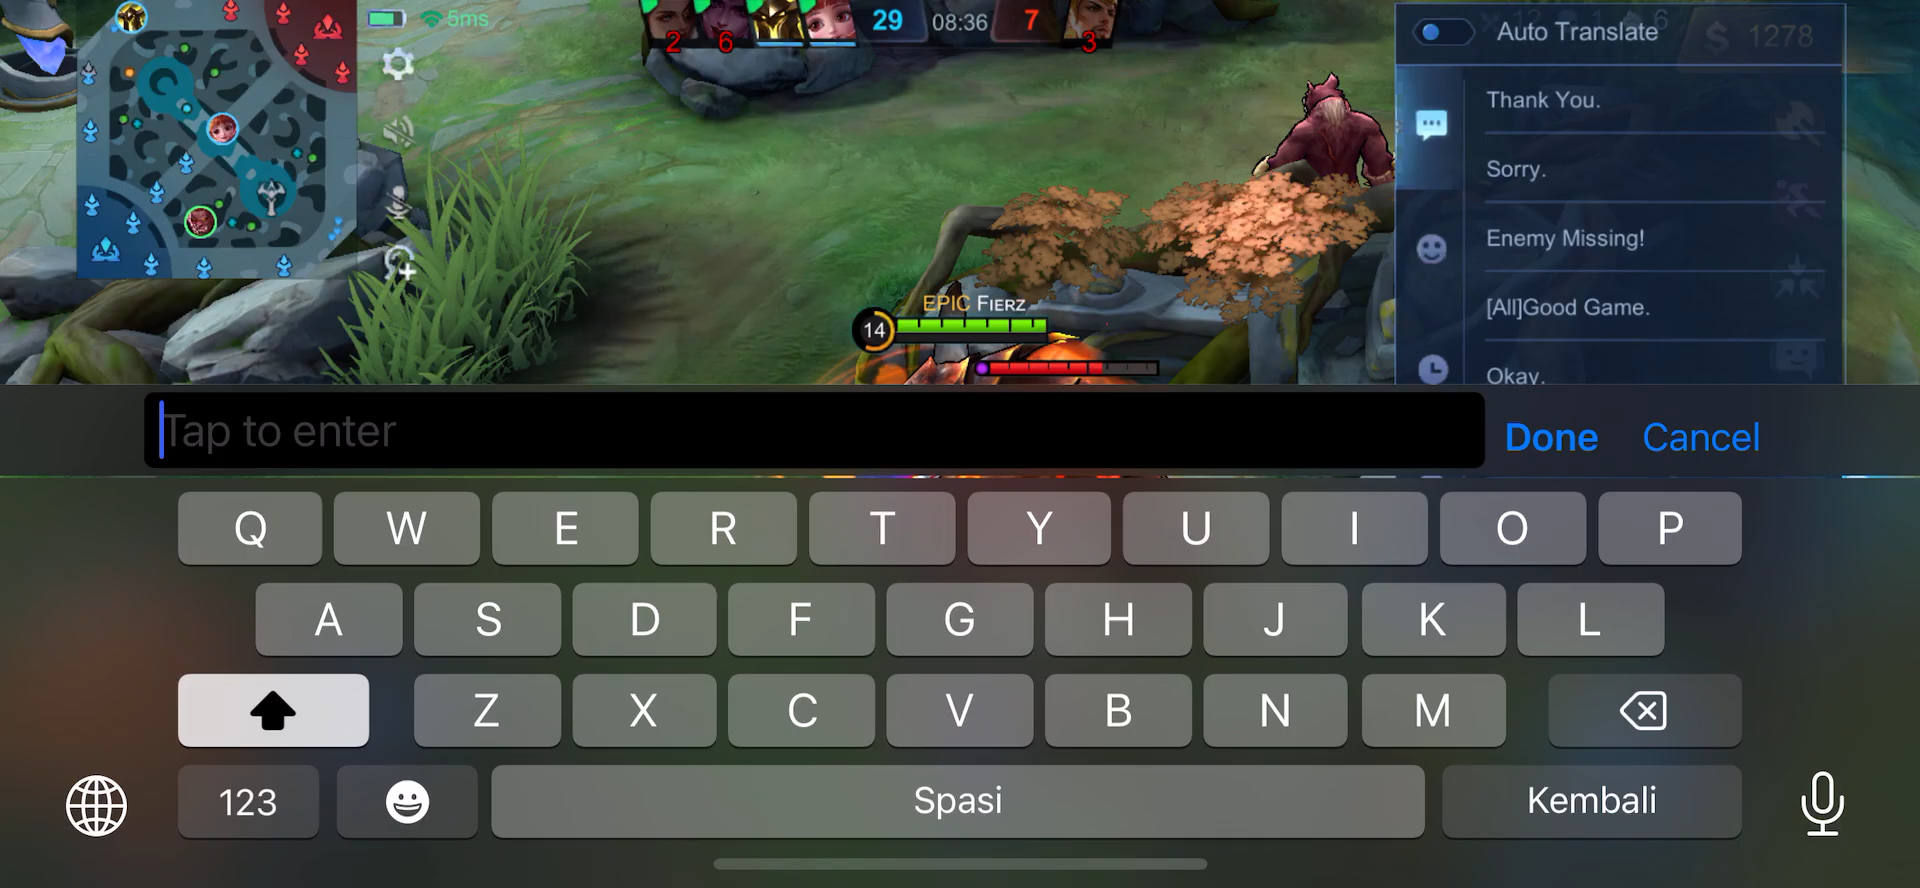 5ms
2
6
29
08:36
7
3
Auto Translate
1278
Thank You.
Sorry.
Enemy Missing!
[All]Good Game.
Okay.
EPIC FIERZ
14
Tap to enter
Done
Cancel
Q W E R T Y U I O P
A S D F G H J K L
Z X C V B N M
123
Spasi
Kembali